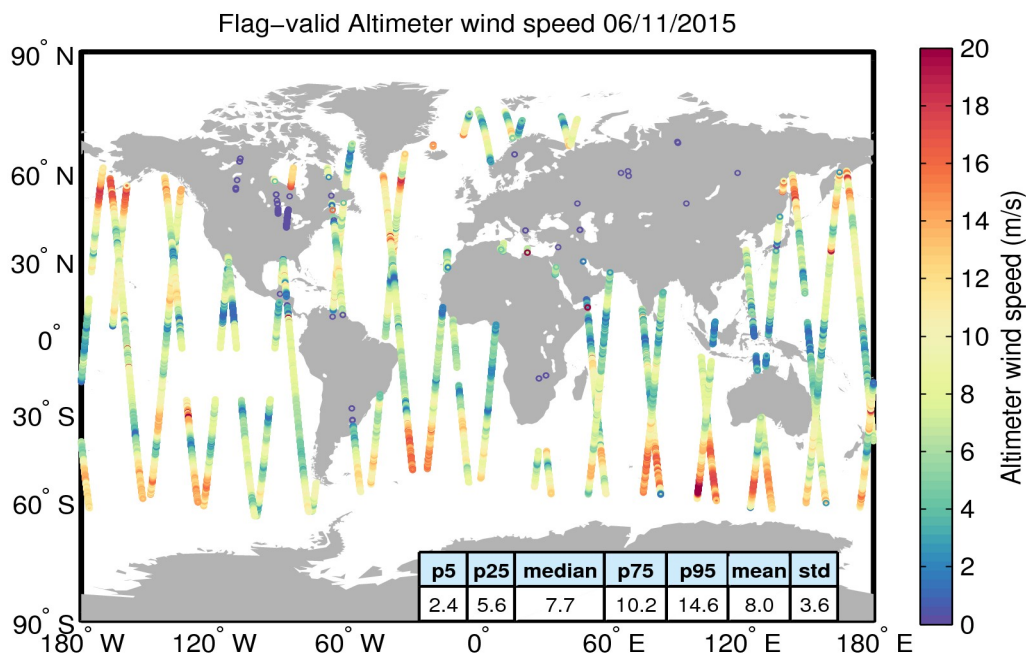 Flag−valid Altimeter wind speed 06/11/2015
90° N
60° N
30° N
0°
30° S
60° S
90° S
180° W
120° W
60° W
0°
60° E
120° E
180° E
p5 p25 median p75 p95 mean std
2.4 5.6 7.7 10.2 14.6 8.0 3.6
20
18
16
14
12
10
8
6
4
2
0
Altimeter wind speed (m/s)